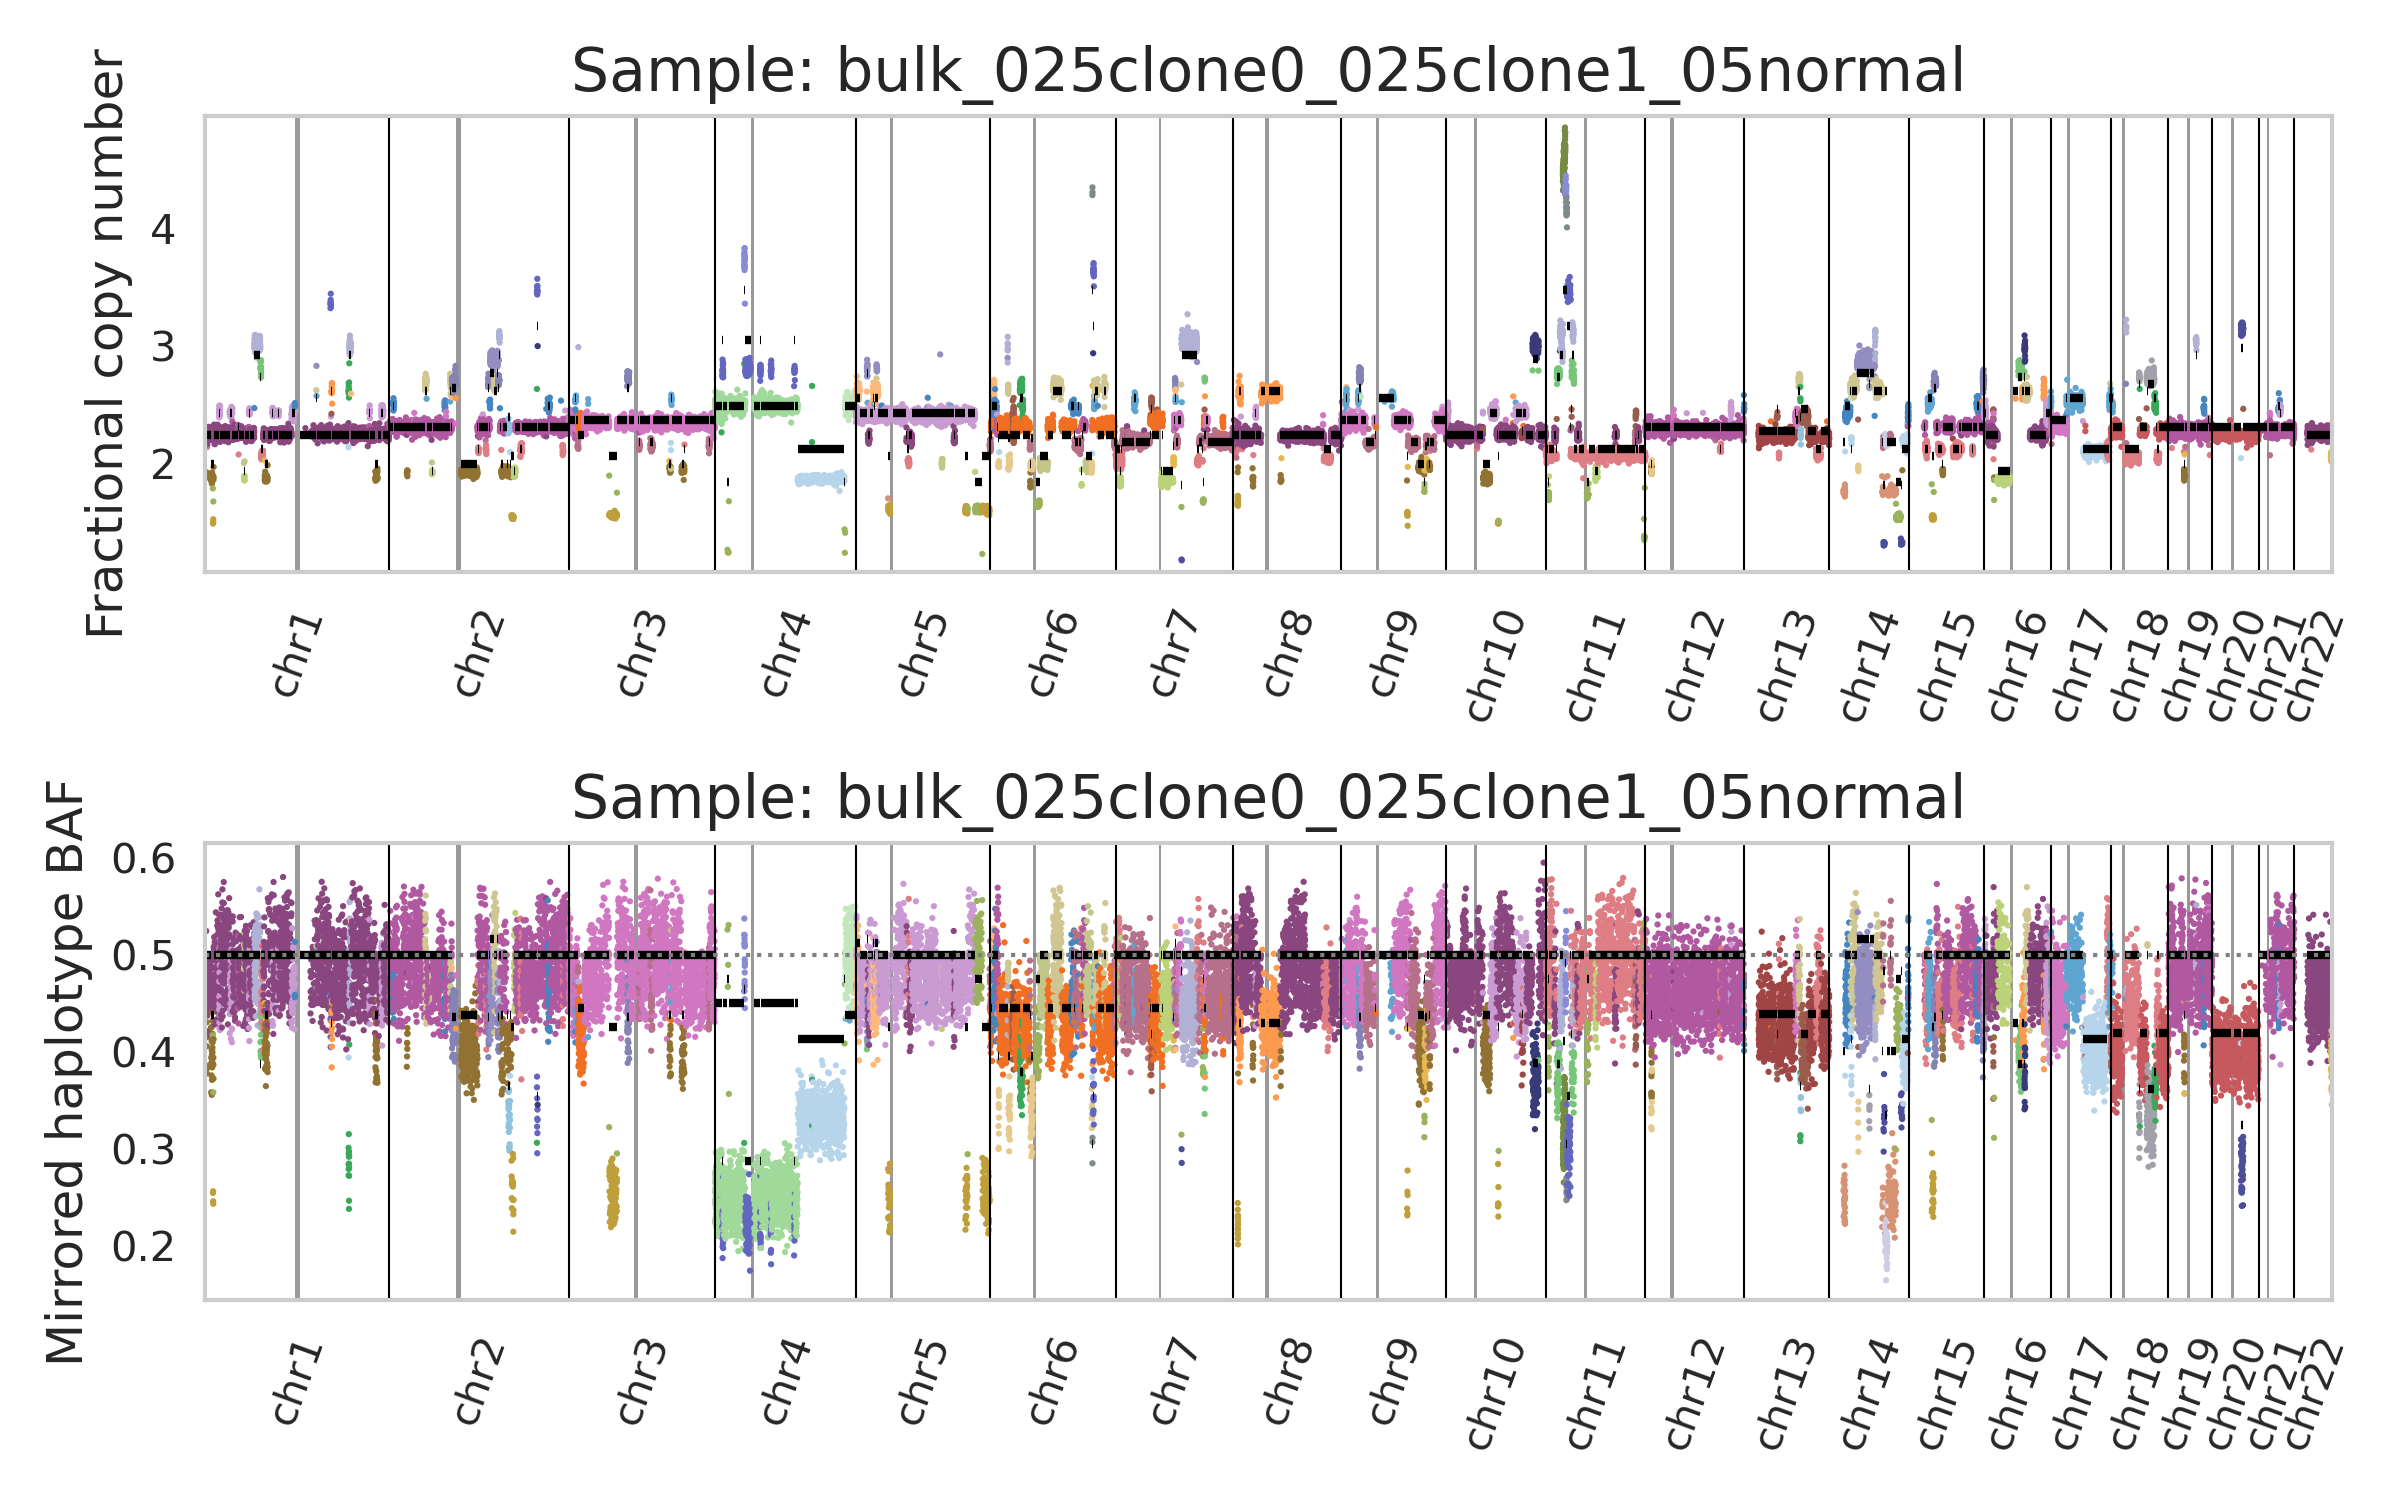 Sample: bulk_025clone0_025clone1_05normal
Fractional copy number
4
3
2
chr1
chr2
chr3
chr4
chr5
chr6
chr7
chr8
chr9
chr10
chr11
chr12
chr13
chr14
chr15
chr16
chr17
chr18
chr19
chr20
chr21
chr22
Sample: bulk_025clone0_025clone1_05normal
Mirrored haplotype BAF
0.6
0.5
0.4
0.3
0.2
chr1
chr2
chr3
chr4
chr5
chr6
chr7
chr8
chr9
chr10
chr11
chr12
chr13
chr14
chr15
chr16
chr17
chr18
chr19
chr20
chr21
chr22